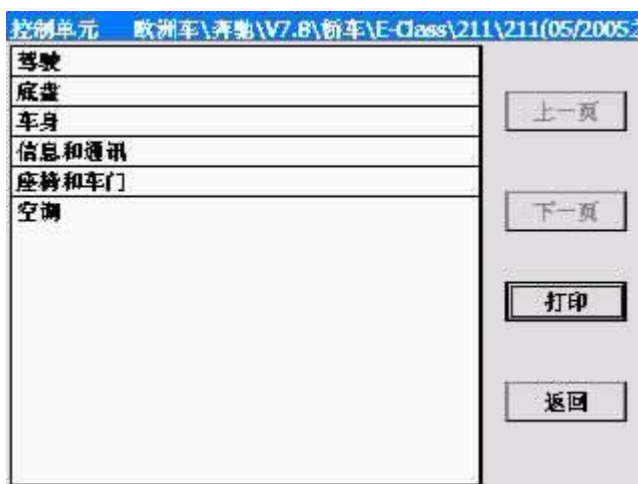 控制单元 欧洲车\奔驰\V7.8\轿车\E-Class\211\211(05/2005
驾驶
底盘
车身
信息和通讯
座椅和车门
空调
上一页
下一页
打印
返回